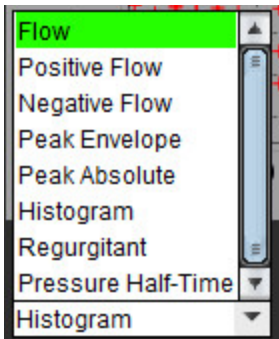 Flow
Positive Flow
Negative Flow
Peak Envelope
Peak Absolute
Histogram
Regurgitant
Pressure Half-Time
Histogram